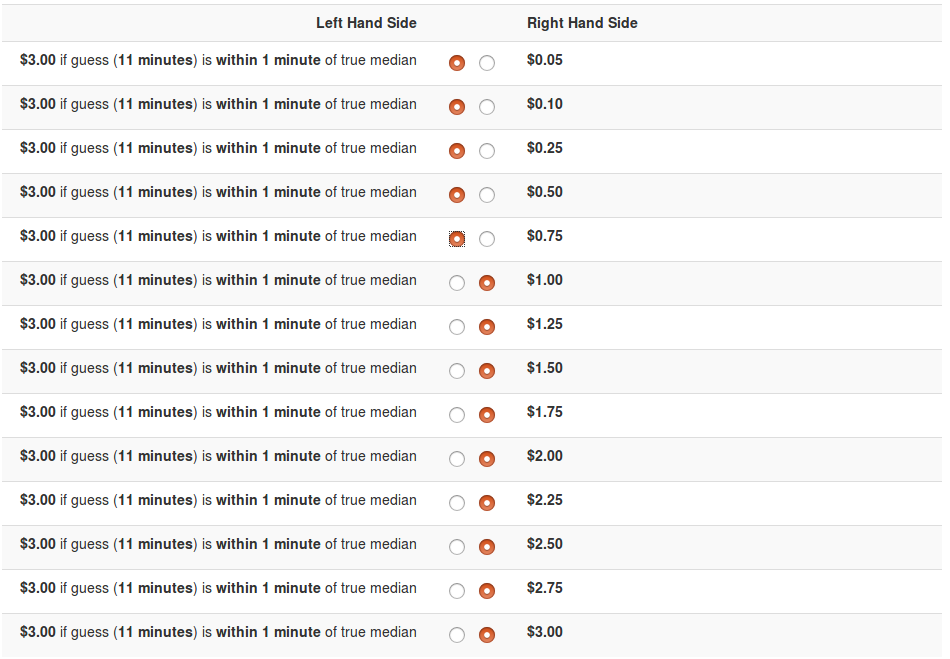 Left Hand Side Right Hand Side
$3.00 if guess (11 minutes) is within 1 minute of true median $0.05
$3.00 if guess (11 minutes) is within 1 minute of true median $0.10
$3.00 if guess (11 minutes) is within 1 minute of true median $0.25
$3.00 if guess (11 minutes) is within 1 minute of true median $0.50
$3.00 if guess (11 minutes) is within 1 minute of true median $0.75
$3.00 if guess (11 minutes) is within 1 minute of true median $1.00
$3.00 if guess (11 minutes) is within 1 minute of true median $1.25
$3.00 if guess (11 minutes) is within 1 minute of true median $1.50
$3.00 if guess (11 minutes) is within 1 minute of true median $1.75
$3.00 if guess (11 minutes) is within 1 minute of true median $2.00
$3.00 if guess (11 minutes) is within 1 minute of true median $2.25
$3.00 if guess (11 minutes) is within 1 minute of true median $2.50
$3.00 if guess (11 minutes) is within 1 minute of true median $2.75
$3.00 if guess (11 minutes) is within 1 minute of true median $3.00